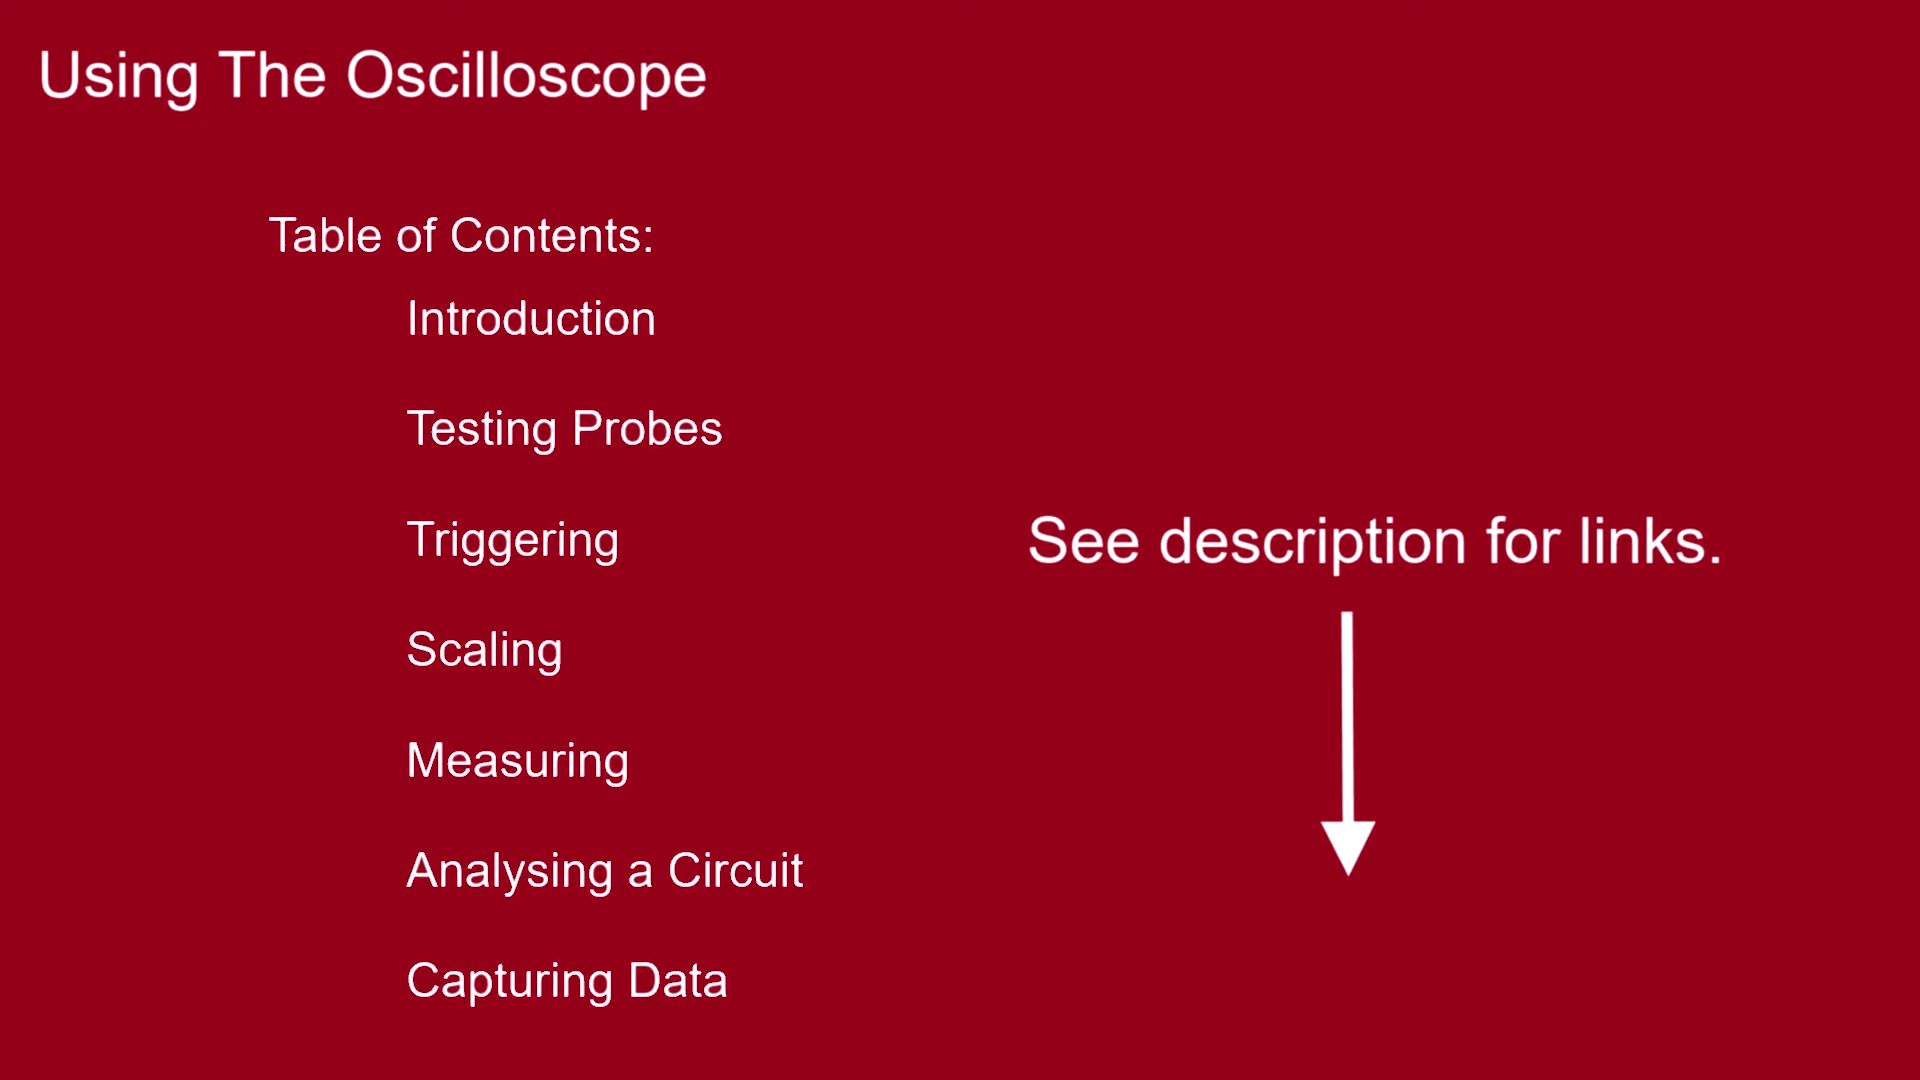 Using The Oscilloscope
Table of Contents:
Introduction
Testing Probes
Triggering
Scaling
Measuring
Analysing a Circuit
Capturing Data
See description for links.